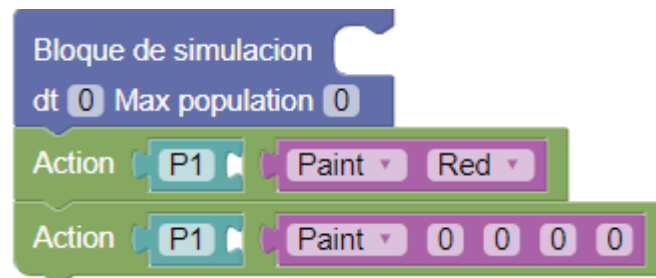 Bloque de simulacion
dt 0 Max population 0
Action P1 Paint Red
Action P1 Paint 0 0 0 0